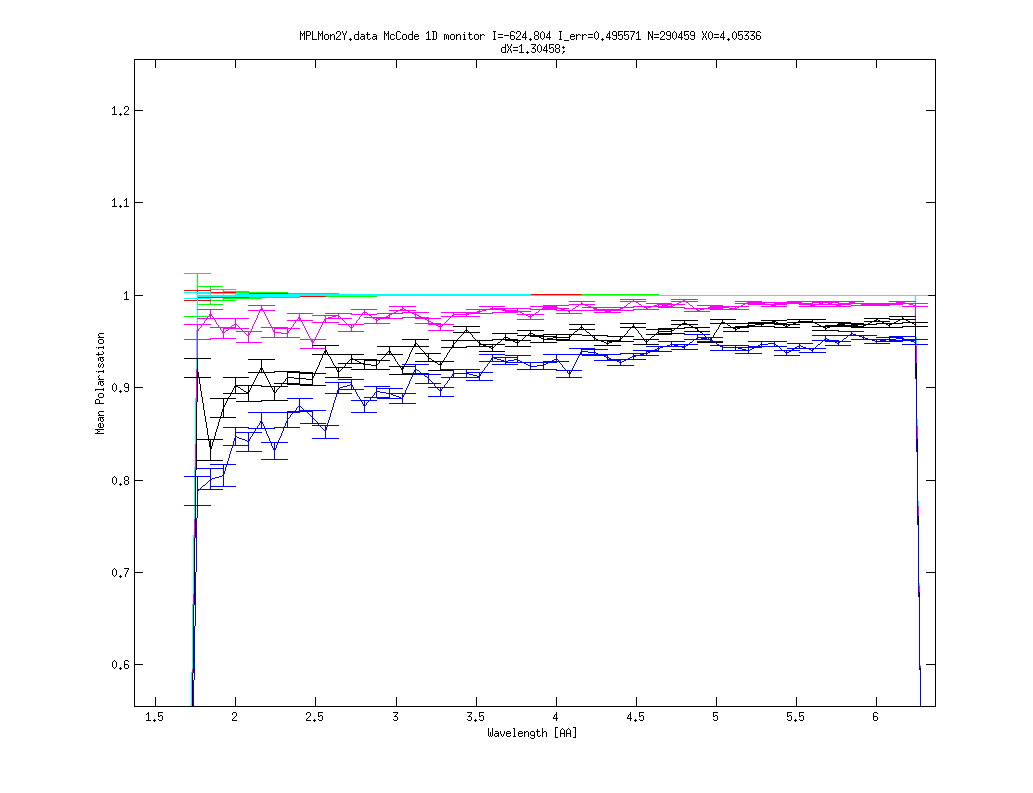 MPLMon2Y.data McCode 1D monitor I=-624.804 I_err=0.495571 N=290459 X0=4.05336
dX=1.30458;
1.2
1.1
1
0.9
0.8
0.7
0.6
Mean Polarisation
1.5 2 2.5 3 3.5 4 4.5 5 5.5 6
Wavelength [AA]